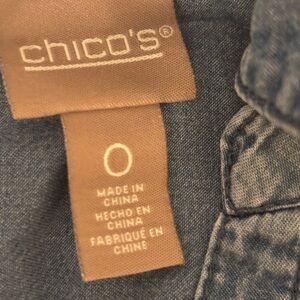 chico's®
0
MADE IN
CHINA
HECHO EN
CHINA
FABRIQUÉ EN
CHINE